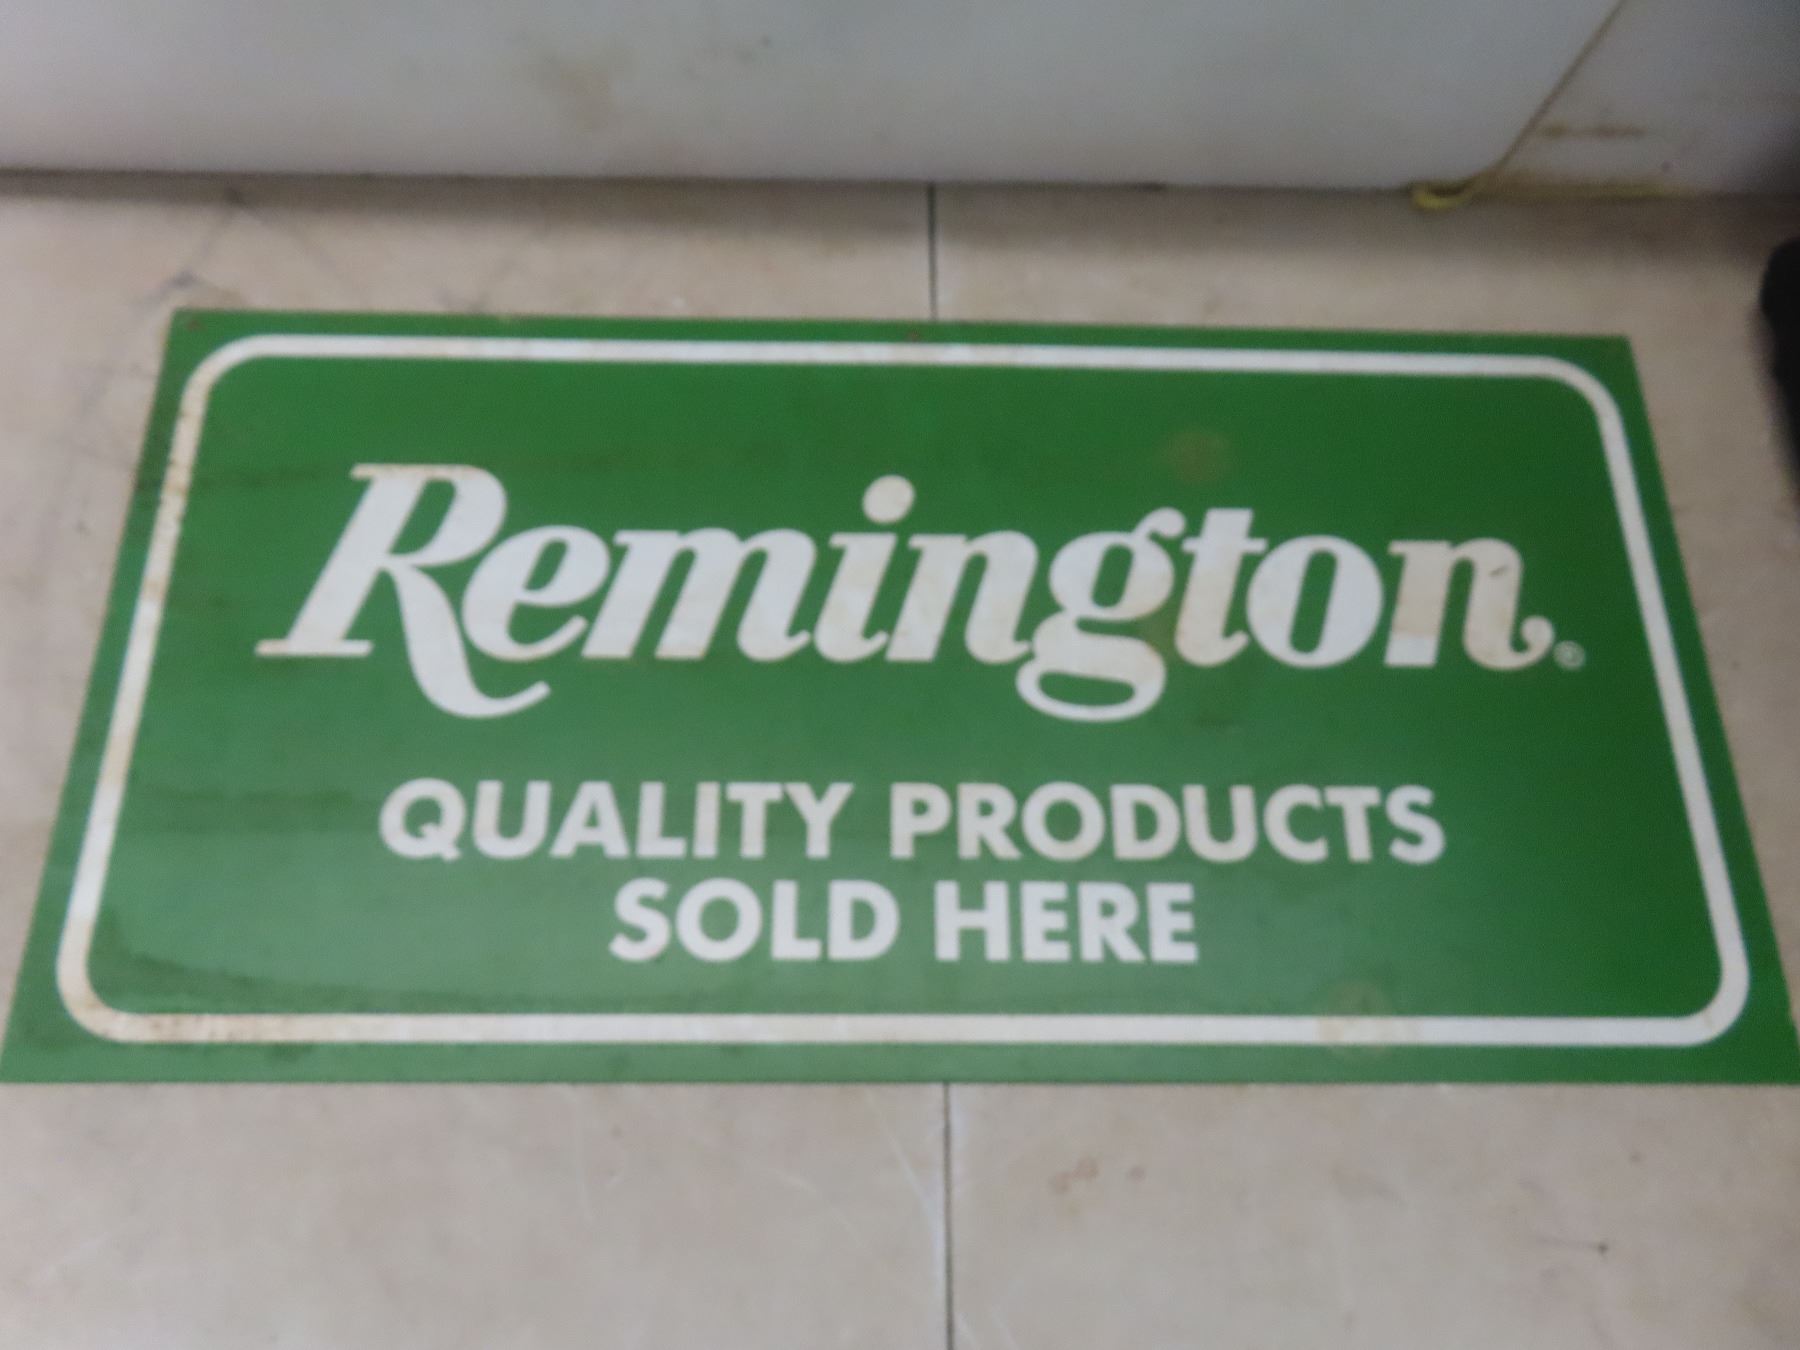 Remington®
QUALITY PRODUCTS
SOLD HERE